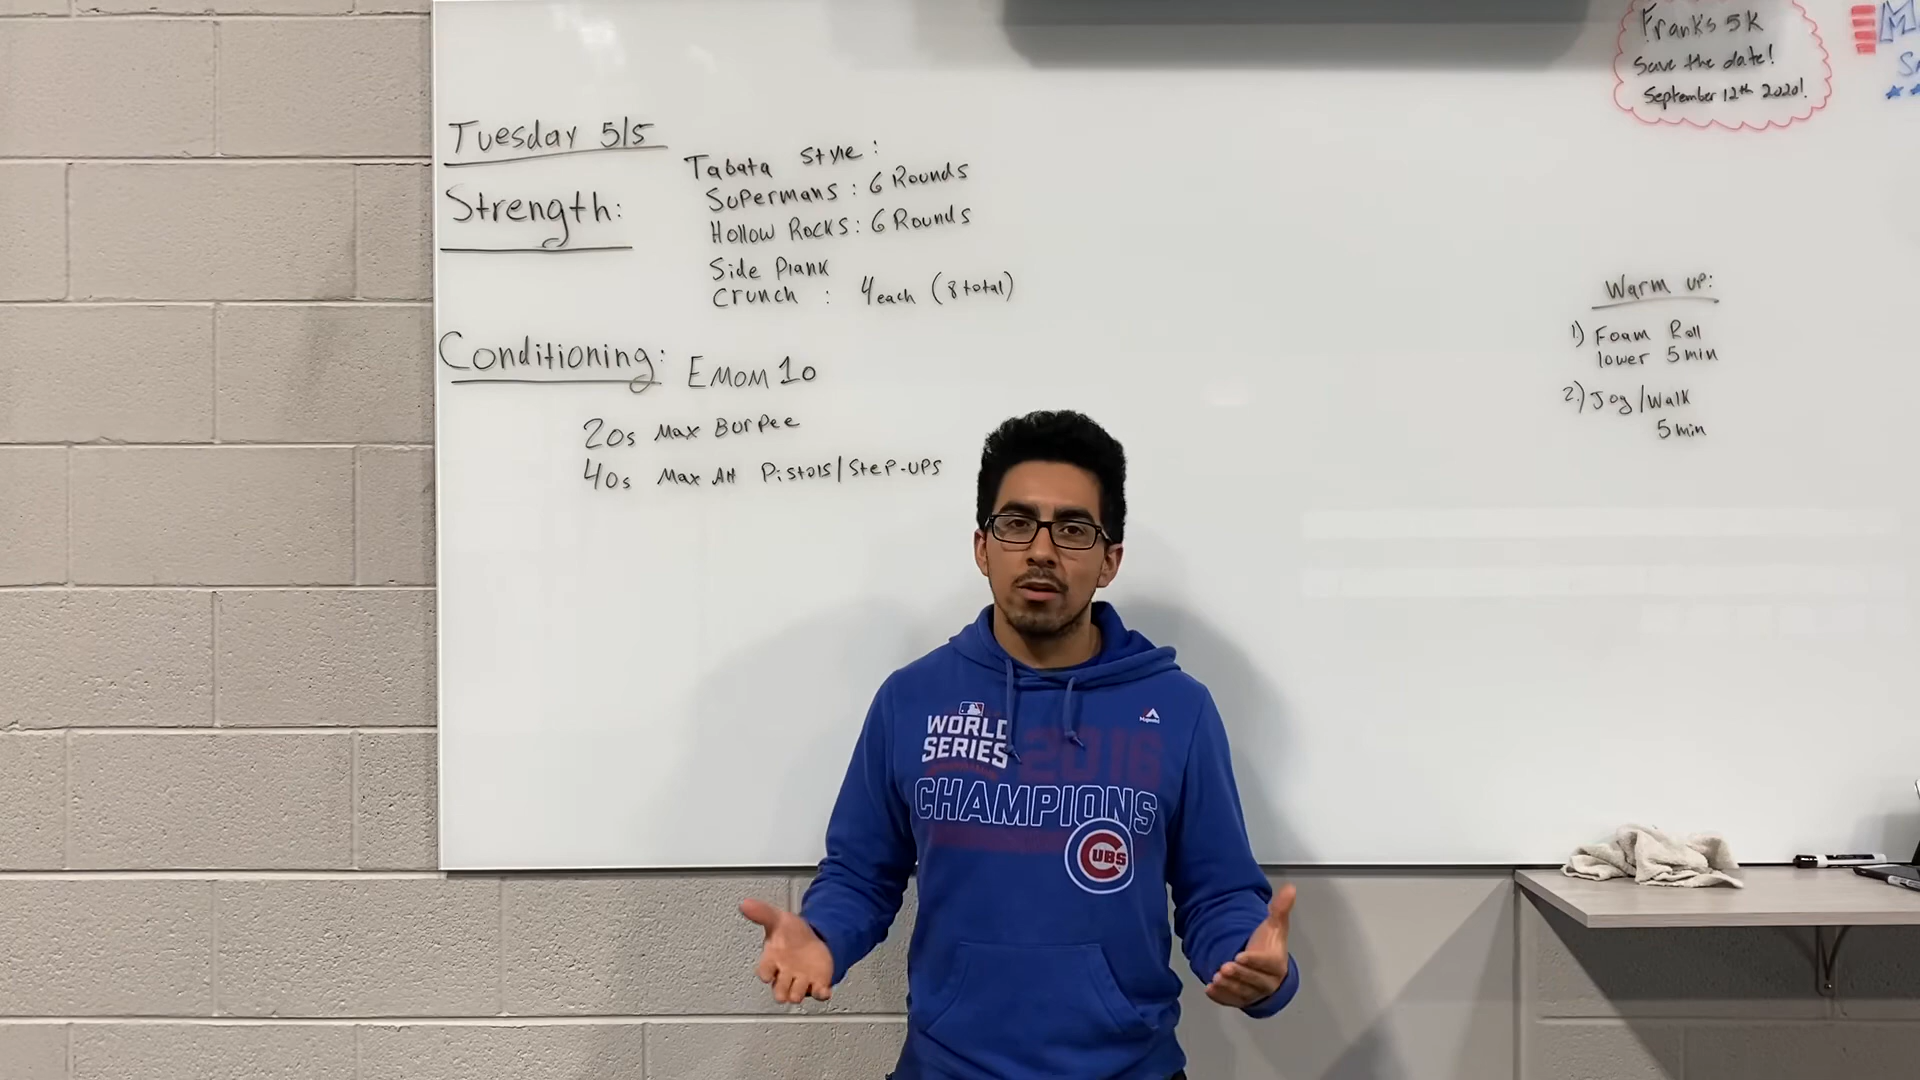 Tuesday 5/5
Strength:
Tabata Style:
Supermans: 6 Rounds
Hollow Rocks: 6 Rounds
Side Plank
Crunch : 4 each (8 total)
Conditioning: EMOM 10
20s Max Burpee
40s Max Alt Pistols/Step-ups
Frank's 5K
Save the date!
September 12th 2020!
Warm up:
1) Foam Roll
lower 5 min
2.) Jog/Walk
5 min
WORLD
SERIES
2016
CHAMPIONS
CUBS
Majestic